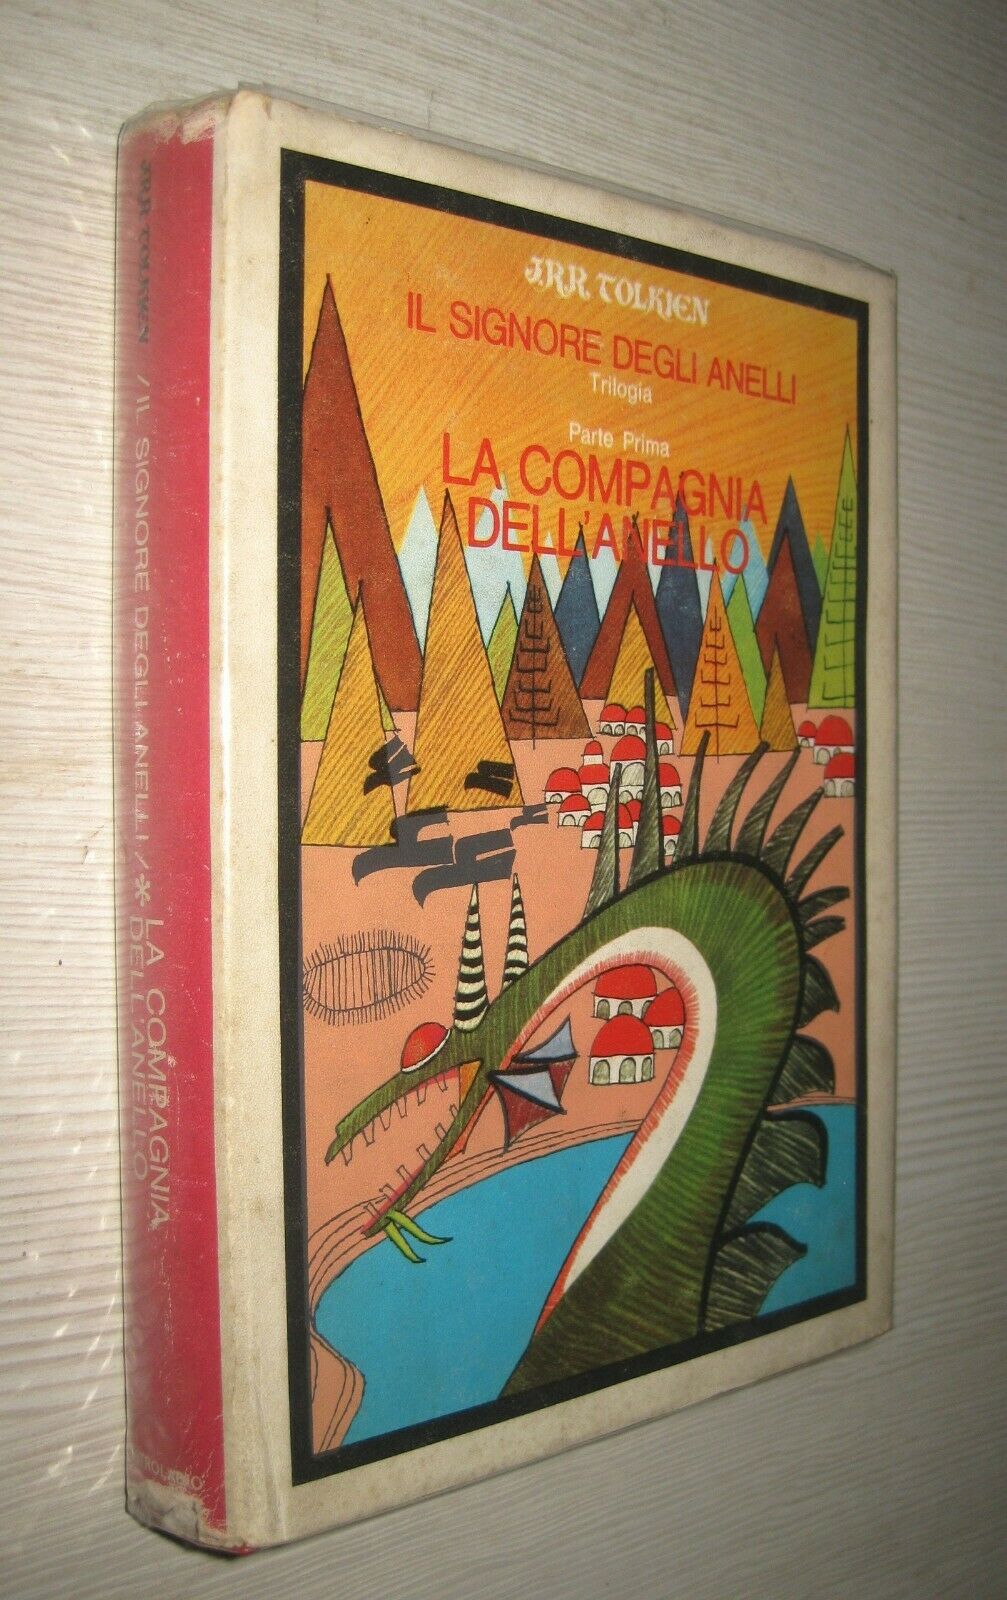 J.R.R. TOLKIEN
IL SIGNORE DEGLI ANELLI
Trilogia
Parte Prima
LA COMPAGNIA
DELL'ANELLO
J.R.R. TOLKIEN / IL SIGNORE DEGLI ANELLI / * LA COMPAGNIA
DELL'ANELLO